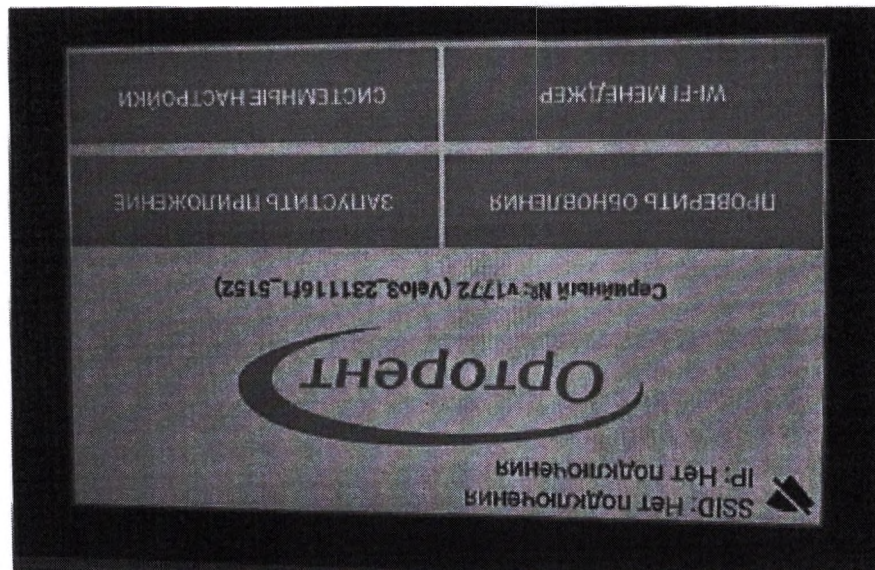 SSID: Нет подключения
IP: Нет подключения
Орторент
Серийный №: v1772 (Velo3_231116f1_5152)
ПРОВЕРИТЬ ОБНОВЛЕНИЯ
ЗАПУСТИТЬ ПРИЛОЖЕНИЕ
WI-FI МЕНЕДЖЕР
СИСТЕМНЫЕ НАСТРОЙКИ